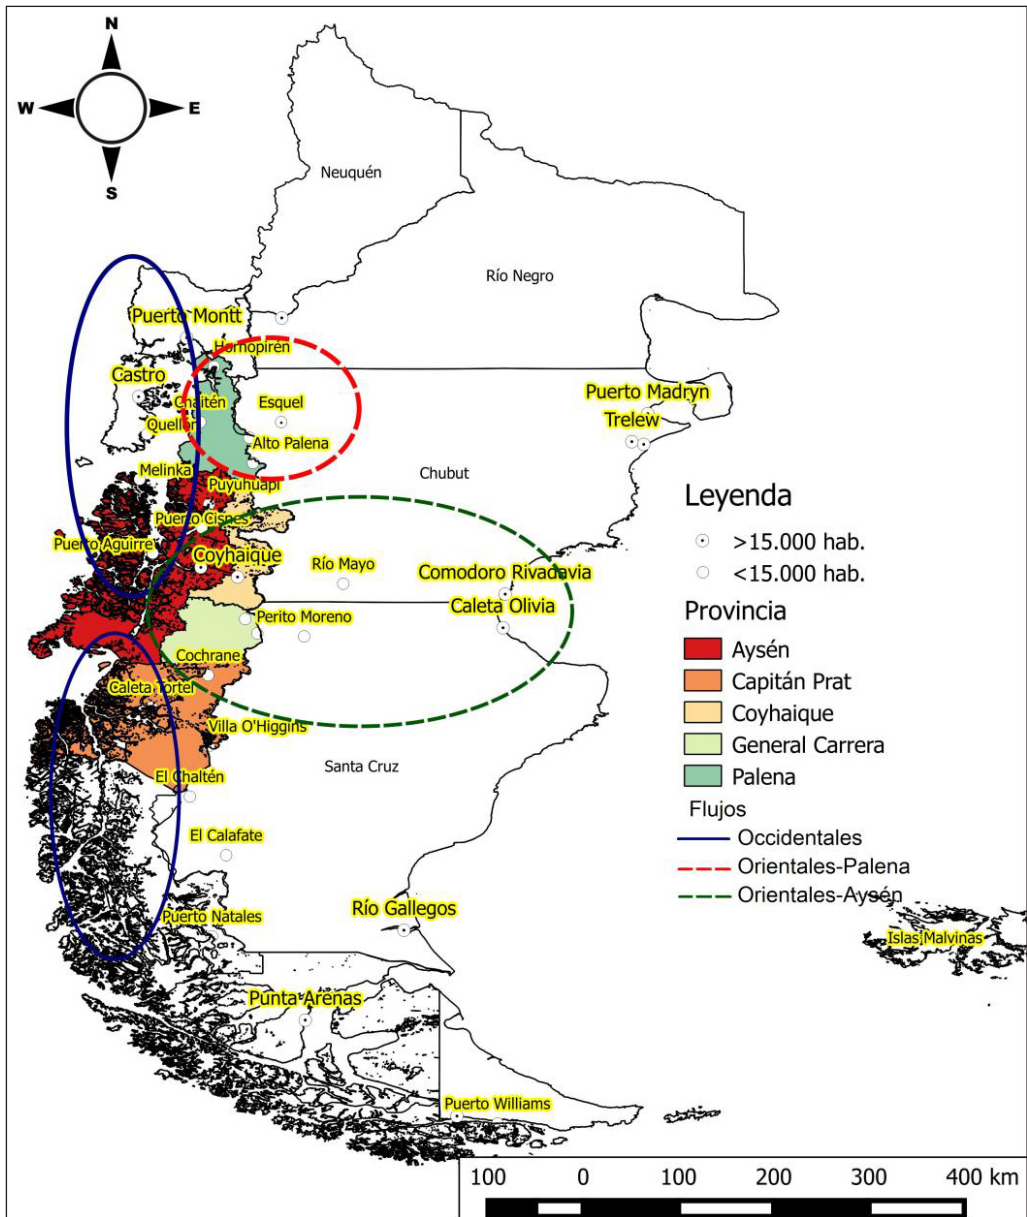 N
W
E
S
Neuquén
Río Negro
Puerto Montt
Hornopirén
Castro
Chaitén
Esquel
Puerto Madryn
Trelew
Quellón
Alto Palena
Melinka
Chubut
Puyuhuapi
Puerto Cisnes
Puerto Aguirre
Coyhaique
Río Mayo
Comodoro Rivadavia
Caleta Olivia
Perito Moreno
Cochrane
Caleta Tortel
Villa O'Higgins
Santa Cruz
El Chaltén
El Calafate
Puerto Natales
Río Gallegos
Islas Malvinas
Punta Arenas
Puerto Williams
Leyenda
>15.000 hab.
<15.000 hab.
Provincia
Aysén
Capitán Prat
Coyhaique
General Carrera
Palena
Flujos
Occidentales
Orientales-Palena
Orientales-Aysén
100 0 100 200 300 400 km